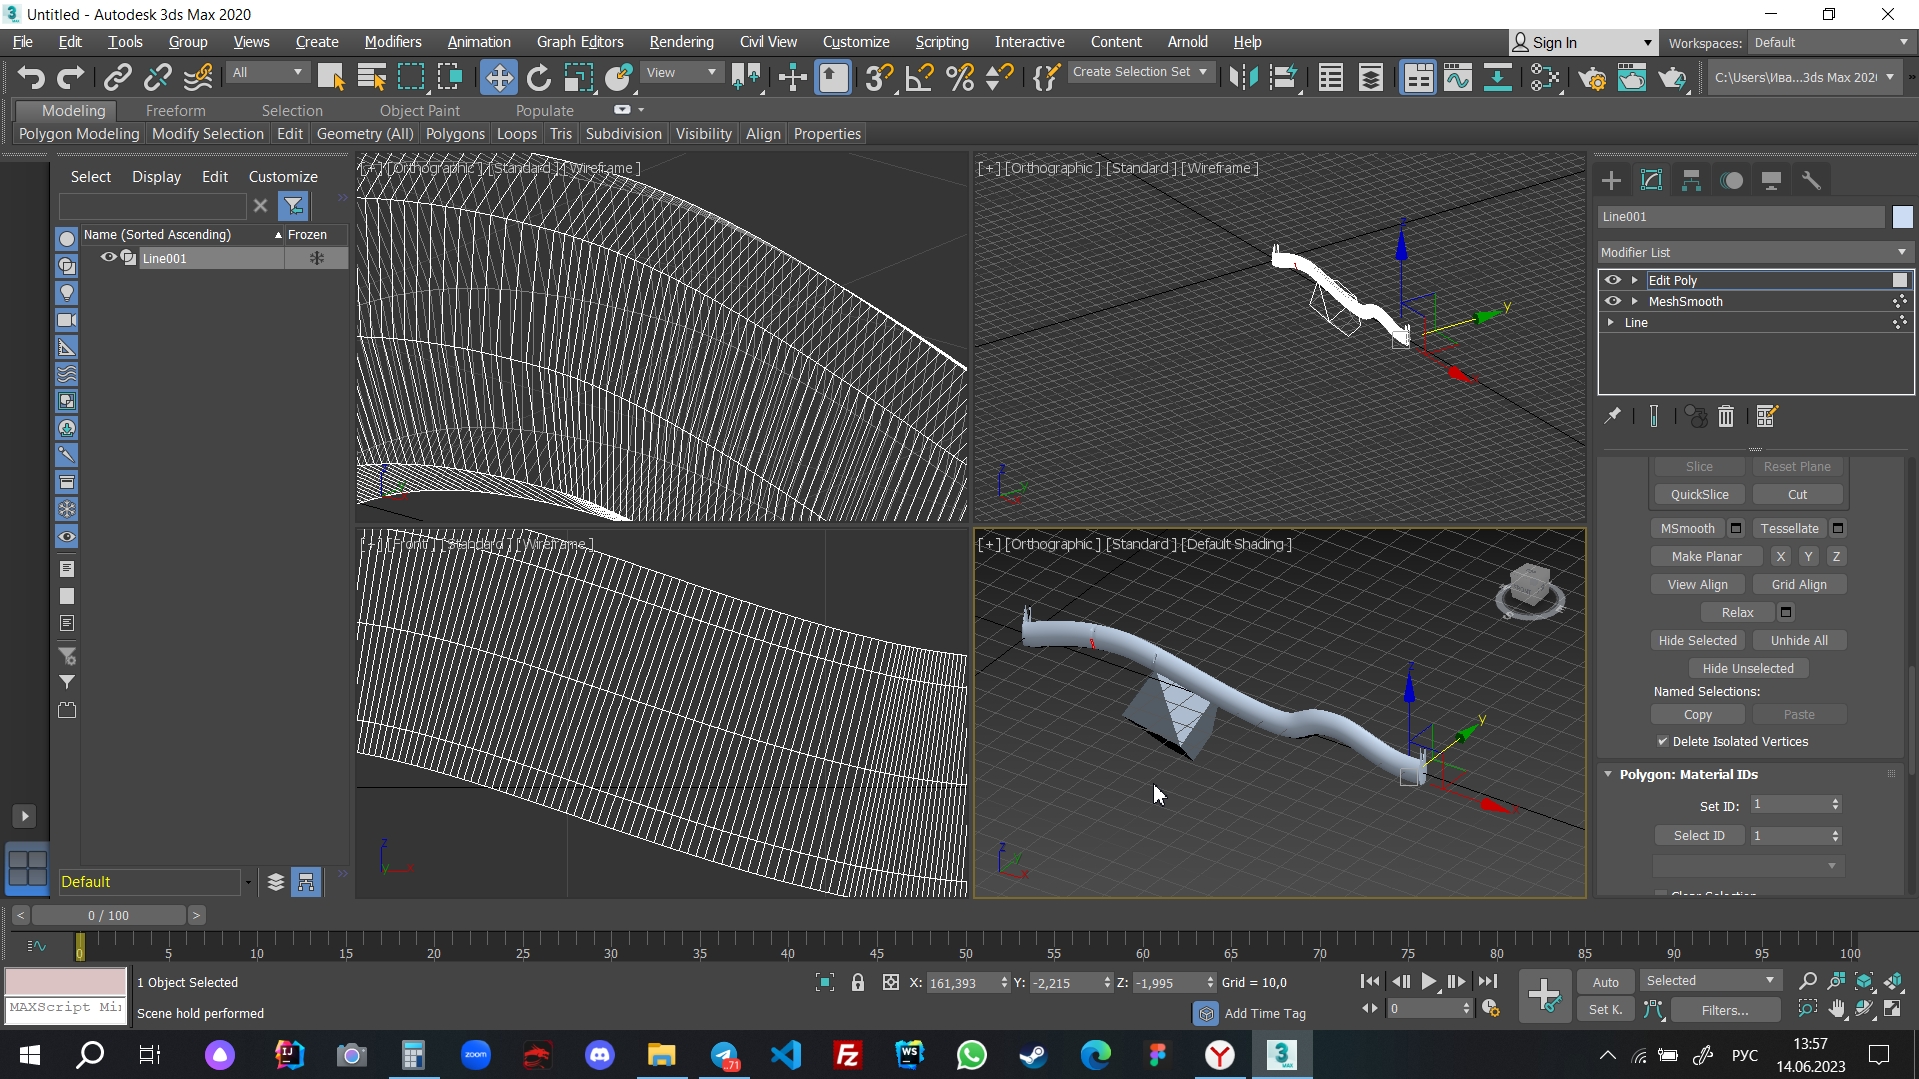 Untitled - Autodesk 3ds Max 2020
File Edit Tools Group Views Create Modifiers Animation Graph Editors Rendering Civil View Customize Scripting Interactive Content Arnold Help
Sign In
Workspaces: Default
All
View
Create Selection Set
C:\Users\Ива...3ds Max 202
Modeling Freeform Selection Object Paint Populate
Polygon Modeling Modify Selection Edit Geometry (All) Polygons Loops Tris Subdivision Visibility Align Properties
Select Display Edit Customize
Name (Sorted Ascending) Frozen
Line001
Default
[+] [Orthographic ] [Standard ] [Wireframe ]
[+] [Orthographic ] [Standard ] [Wireframe ]
[+] [Front ] [Standard ] [Wireframe ]
[+] [Orthographic ] [Standard ] [Default Shading ]
Line001
Modifier List
Edit Poly
MeshSmooth
Line
Slice Reset Plane
QuickSlice Cut
MSmooth Tessellate
Make Planar X Y Z
View Align Grid Align
Relax
Hide Selected Unhide All
Hide Unselected
Named Selections:
Copy Paste
Delete Isolated Vertices
Polygon: Material IDs
Set ID: 1
Select ID 1
Clear Selection
< 0 / 100 >
0 5 10 15 20 25 30 35 40 45 50 55 60 65 70 75 80 85 90 95 100
1 Object Selected
X: 161,393 Y: -2,215 Z: -1,995 Grid = 10,0
Auto Selected
MAXScript Mi
Scene hold performed
Add Time Tag
0
Set K. Filters...
zoom
71
РУС
13:57
14.06.2023